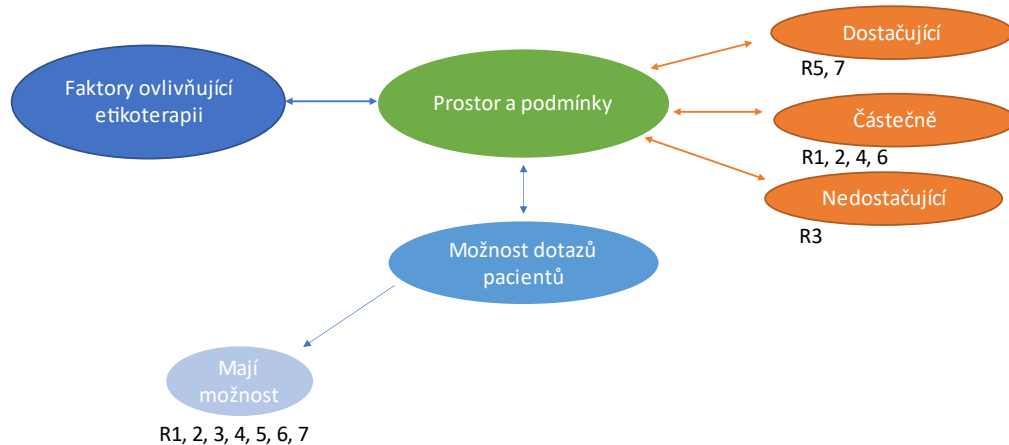 Faktory ovlivňující
etikoterapii
Prostor a podmínky
Dostačující
R5, 7
Částečně
R1, 2, 4, 6
Nedostačující
R3
Možnost dotazů
pacientů
Mají
možnost
R1, 2, 3, 4, 5, 6, 7